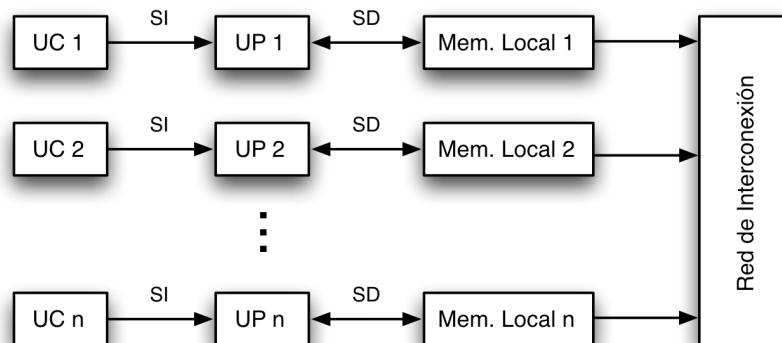 SI
SD
UC 1
UP 1
Mem. Local 1
SI
SD
UC 2
UP 2
Mem. Local 2
SI
SD
UC n
UP n
Mem. Local n
Red de Interconexión